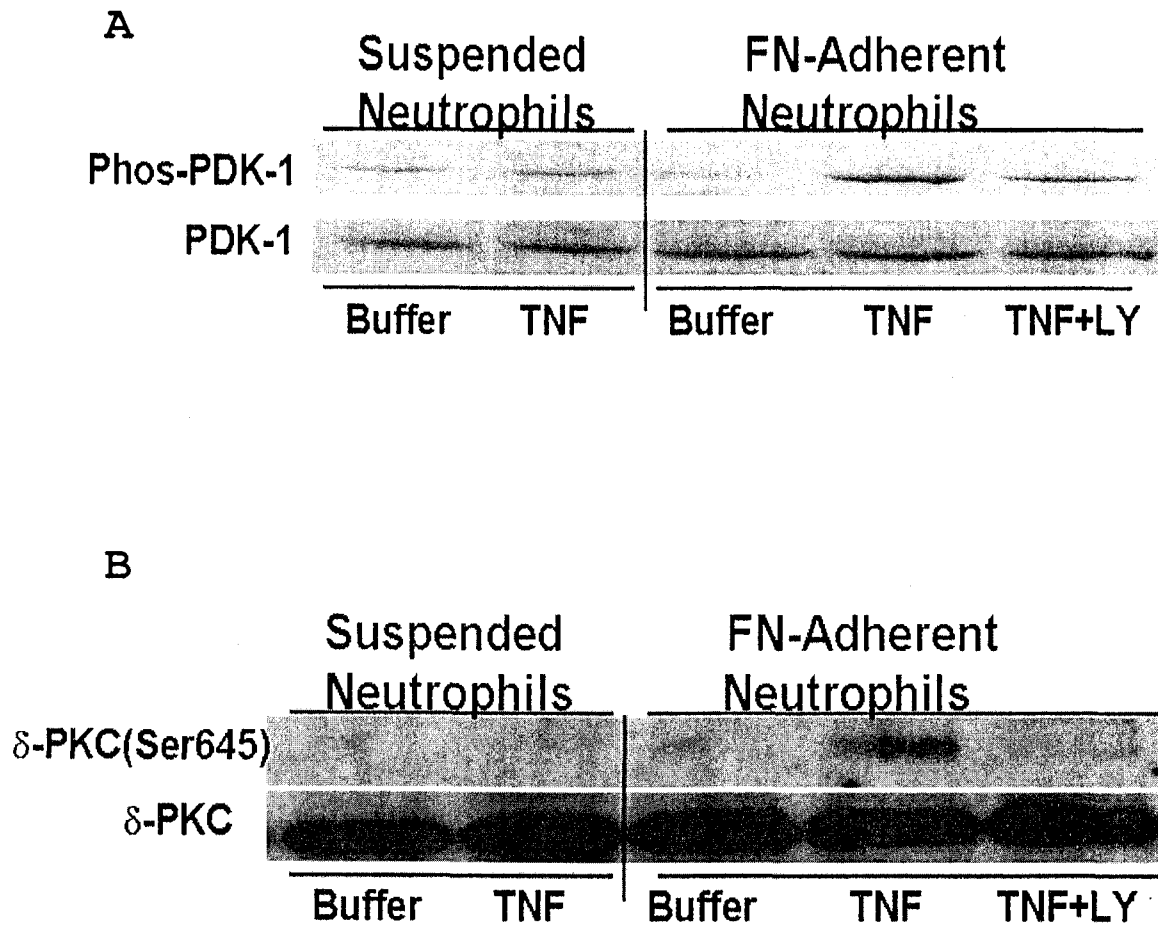 A
Suspended Neutrophils
FN-Adherent Neutrophils
Phos-PDK-1
PDK-1
Buffer TNF Buffer TNF TNF+LY
B
Suspended Neutrophils
FN-Adherent Neutrophils
δ-PKC(Ser645)
δ-PKC
Buffer TNF Buffer TNF TNF+LY